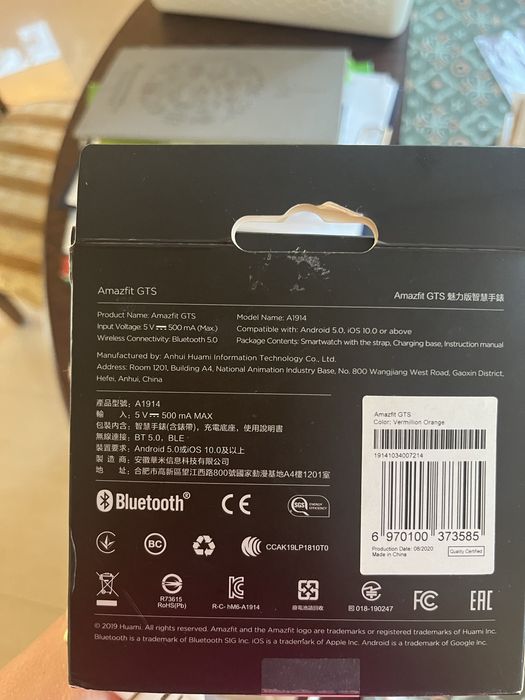 Amazfit GTS
Amazfit GTS 魅力版智慧手錶
Product Name: Amazfit GTS
Model Name: A1914
Input Voltage: 5 V⎓ 500 mA (Max.)
Compatible with: Android 5.0, iOS 10.0 or above
Wireless Connectivity: Bluetooth 5.0
Package Contents: Smartwatch with the strap, Charging base, Instruction manual
Manufactured by: Anhui Huami Information Technology Co., Ltd.
Address: Room 1201, Building A4, National Animation Industry Base, No. 800 Wangjiang West Road, Gaoxin District,
Hefei, Anhui, China
產品型號: A1914
輸 入: 5 V⎓ 500 mA MAX
包裝內含: 智慧手錶(含錶帶), 充電底座, 使用說明書
無線連接: BT 5.0, BLE
裝置要求: Android 5.0或iOS 10.0及以上
製 造 商: 安徽華米信息科技有限公司
地 址: 合肥市高新區望江西路800號國家動漫基地A4樓1201室
Amazfit GTS
Color: Vermillion Orange
19141034007214
6 970100 373585
Production Date: 08/2020
Made in China
Quality Certified
Bluetooth®
CE
SGS ENERGY EFFICIENCY
BC
CCAK19LP1810T0
R73615
RoHS(Pb)
R-C- hM6-A1914
廢電池請回收
R 018-190247
FC
EAC
© 2019 Huami. All rights reserved. Amazfit and the Amazfit logo are trademarks or registered trademarks of Huami Inc.
Bluetooth is a trademark of Bluetooth SIG Inc. iOS is a trademark of Apple Inc. Android is a trademark of Google Inc.